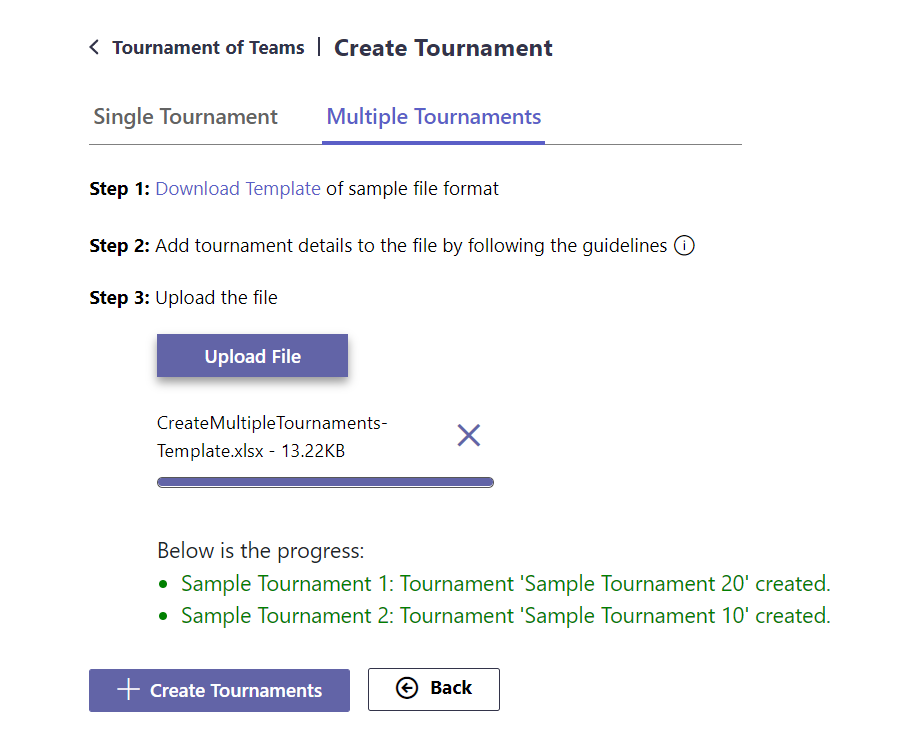 Tournament of Teams | Create Tournament
Single Tournament Multiple Tournaments
Step 1: Download Template of sample file format
Step 2: Add tournament details to the file by following the guidelines
Step 3: Upload the file
Upload File
CreateMultipleTournaments-
Template.xlsx - 13.22KB
Below is the progress:
Sample Tournament 1: Tournament 'Sample Tournament 20' created.
Sample Tournament 2: Tournament 'Sample Tournament 10' created.
Create Tournaments Back